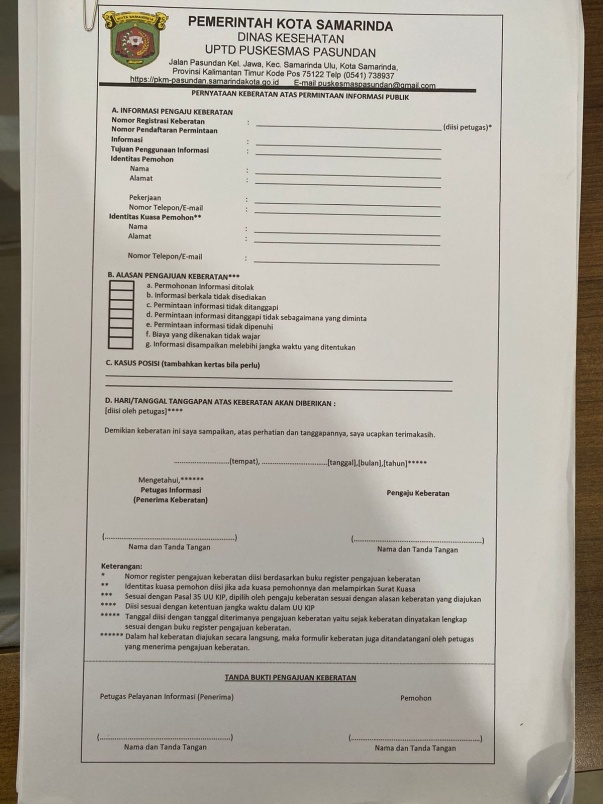 KOTA SAMARINDA
PEMERINTAH KOTA SAMARINDA
DINAS KESEHATAN
UPTD PUSKESMAS PASUNDAN
Jalan Pasundan Kel. Jawa, Kec. Samarinda Ulu, Kota Samarinda,
Provinsi Kalimantan Timur Kode Pos 75122 Telp (0541) 738937
https://pkm-pasundan.samarindakota.go.id E-mail puskesmaspasundan@gmail.com
PERNYATAAN KEBERATAN ATAS PERMINTAAN INFORMASI PUBLIK
A. INFORMASI PENGAJU KEBERATAN
Nomor Registrasi Keberatan : (diisi petugas)*
Nomor Pendaftaran Permintaan
Informasi :
Tujuan Penggunaan Informasi :
Identitas Pemohon
Nama :
Alamat :
Pekerjaan :
Nomor Telepon/E-mail :
Identitas Kuasa Pemohon**
Nama :
Alamat :
Nomor Telepon/E-mail :
B. ALASAN PENGAJUAN KEBERATAN***
a. Permohonan Informasi ditolak
b. Informasi berkala tidak disediakan
c. Permintaan informasi tidak ditanggapi
d. Permintaan informasi ditanggapi tidak sebagaimana yang diminta
e. Permintaan informasi tidak dipenuhi
f. Biaya yang dikenakan tidak wajar
g. Informasi disampaikan melebihi jangka waktu yang ditentukan
C. KASUS POSISI (tambahkan kertas bila perlu)
D. HARI/TANGGAL TANGGAPAN ATAS KEBERATAN AKAN DIBERIKAN :
[diisi oleh petugas]****
Demikian keberatan ini saya sampaikan, atas perhatian dan tanggapannya, saya ucapkan terimakasih.
..........................(tempat), ..............................[tanggal],[bulan],[tahun]*****
Mengetahui,******
Petugas Informasi
(Penerima Keberatan)
Pengaju Keberatan
(............................................................)
(............................................................)
Nama dan Tanda Tangan
Nama dan Tanda Tangan
Keterangan:
* Nomor register pengajuan keberatan diisi berdasarkan buku register pengajuan keberatan
** Identitas kuasa pemohon diisi jika ada kuasa pemohonnya dan melampirkan Surat Kuasa
*** Sesuai dengan Pasal 35 UU KIP, dipilih oleh pengaju keberatan sesuai dengan alasan keberatan yang diajukan
**** Diisi sesuai dengan ketentuan jangka waktu dalam UU KIP
***** Tanggal diisi dengan tanggal diterimanya pengajuan keberatan yaitu sejak keberatan dinyatakan lengkap
sesuai dengan buku register pengajuan keberatan.
****** Dalam hal keberatan diajukan secara langsung, maka formulir keberatan juga ditandatangani oleh petugas
yang menerima pengajuan keberatan.
TANDA BUKTI PENGAJUAN KEBERATAN
Petugas Pelayanan Informasi (Penerima)
Pemohon
(............................................................)
(............................................................)
Nama dan Tanda Tangan
Nama dan Tanda Tangan